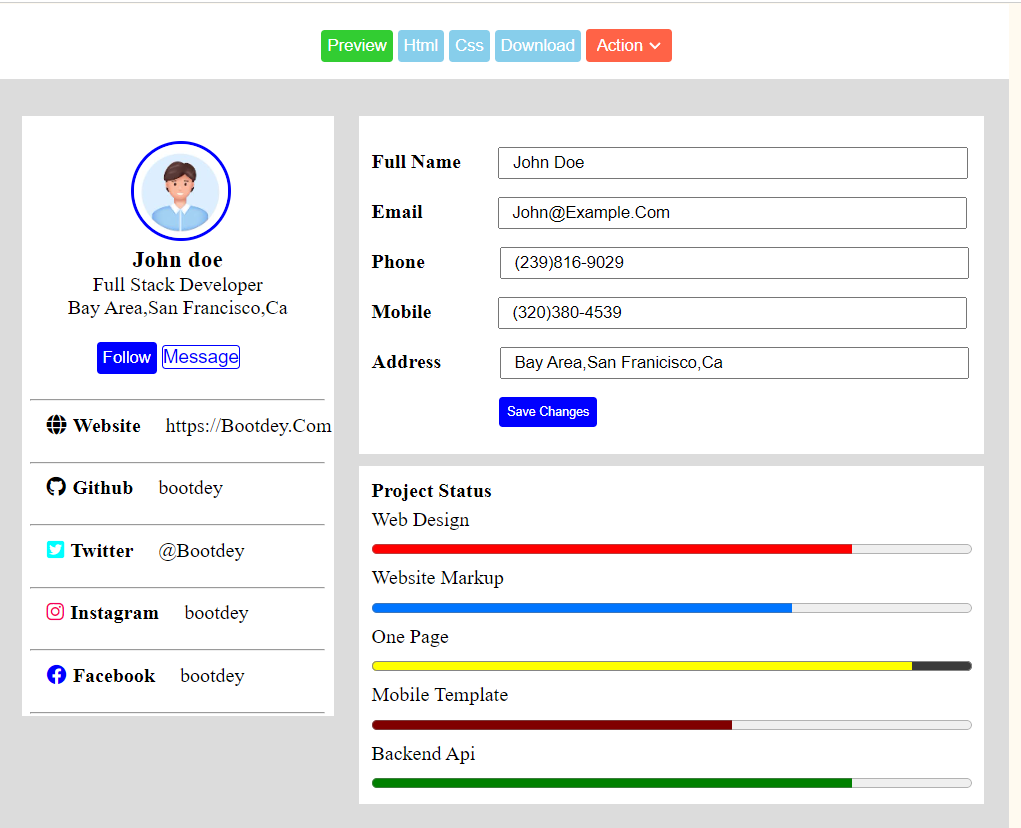 Preview Html Css Download Action
John doe
Full Stack Developer
Bay Area,San Francisco,Ca
Follow Message
Website https://Bootdey.Com
Github bootdey
Twitter @Bootdey
Instagram bootdey
Facebook bootdey
Full Name John Doe
Email John@Example.Com
Phone (239)816-9029
Mobile (320)380-4539
Address Bay Area,San Franicisco,Ca
Save Changes
Project Status
Web Design
Website Markup
One Page
Mobile Template
Backend Api